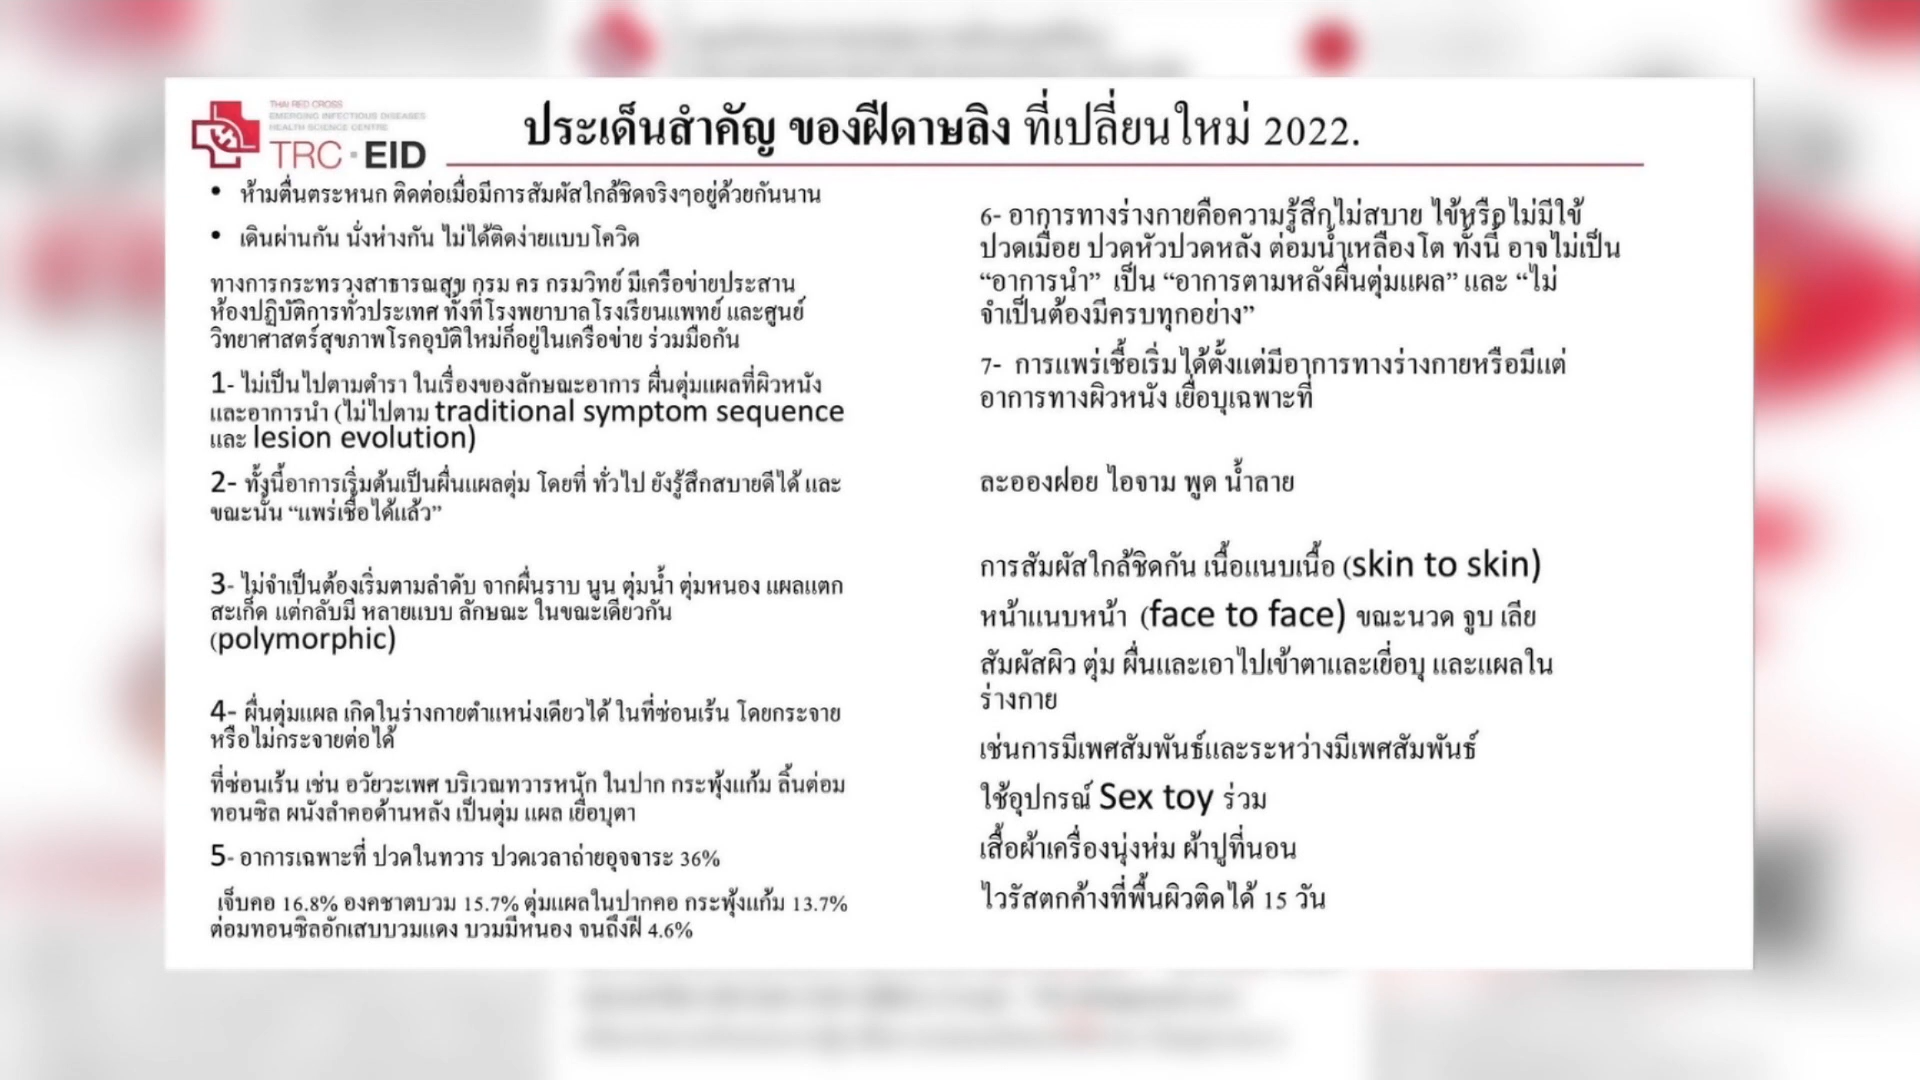 THAI RED CROSS
EMERGING INFECTIOUS DISEASES
HEALTH SCIENCE CENTRE
TRC·EID
ประเด็นสำคัญ ของฝีดาษลิง ที่เปลี่ยนใหม่ 2022.
• ห้ามตื่นตระหนก ติดต่อเมื่อมีการสัมผัสใกล้ชิดจริงๆอยู่ด้วยกันนาน
• เดินผ่านกัน นั่งห่างกัน ไม่ได้ติดง่ายแบบโควิด
ทางการกระทรวงสาธารณสุข กรม คร กรมวิทย์ มีเครือข่ายประสาน
ห้องปฏิบัติการทั่วประเทศ ทั้งที่โรงพยาบาลโรงเรียนแพทย์ และศูนย์
วิทยาศาสตร์สุขภาพโรคอุบัติใหม่ก็อยู่ในเครือข่าย ร่วมมือกัน
1- ไม่เป็นไปตามตำรา ในเรื่องของลักษณะอาการ ผื่นตุ่มแผลที่ผิวหนัง
และอาการนำ (ไม่ไปตาม traditional symptom sequence
และ lesion evolution)
2- ทั้งนี้อาการเริ่มต้นเป็นผื่นแผลตุ่ม โดยที่ ทั่วไป ยังรู้สึกสบายดีได้ และ
ขณะนั้น “แพร่เชื้อได้แล้ว”
3- ไม่จำเป็นต้องเริ่มตามลำดับ จากผื่นราบ นูน ตุ่มน้ำ ตุ่มหนอง แผลแตก
สะเก็ด แต่กลับมี หลายแบบ ลักษณะ ในขณะเดียวกัน
(polymorphic)
4- ผื่นตุ่มแผล เกิดในร่างกายตำแหน่งเดียวได้ ในที่ซ่อนเร้น โดยกระจาย
หรือไม่กระจายต่อได้
ที่ซ่อนเร้น เช่น อวัยวะเพศ บริเวณทวารหนัก ในปาก กระพุ้งแก้ม ลิ้นต่อม
ทอนซิล ผนังลำคอด้านหลัง เป็นตุ่ม แผล เยื่อบุตา
5- อาการเฉพาะที่ ปวดในทวาร ปวดเวลาถ่ายอุจจาระ 36%
เจ็บคอ 16.8% องคชาตบวม 15.7% ตุ่มแผลในปากคอ กระพุ้งแก้ม 13.7%
ต่อมทอนซิลอักเสบบวมแดง บวมมีหนอง จนถึงฝี 4.6%
6- อาการทางร่างกายคือความรู้สึกไม่สบาย ไข้หรือไม่มีไข้
ปวดเมื่อย ปวดหัวปวดหลัง ต่อมน้ำเหลืองโต ทั้งนี้ อาจไม่เป็น
“อาการนำ” เป็น “อาการตามหลังผื่นตุ่มแผล” และ “ไม่
จำเป็นต้องมีครบทุกอย่าง”
7- การแพร่เชื้อเริ่มได้ตั้งแต่มีอาการทางร่างกายหรือมีแต่
อาการทางผิวหนัง เยื่อบุเฉพาะที่
ละอองฝอย ไอจาม พูด น้ำลาย
การสัมผัสใกล้ชิดกัน เนื้อแนบเนื้อ (skin to skin)
หน้าแนบหน้า (face to face) ขณะนวด จูบ เลีย
สัมผัสผิว ตุ่ม ผื่นและเอาไปเข้าตาและเยี่อบุ และแผลใน
ร่างกาย
เช่นการมีเพศสัมพันธ์และระหว่างมีเพศสัมพันธ์
ใช้อุปกรณ์ Sex toy ร่วม
เสื้อผ้าเครื่องนุ่งห่ม ผ้าปูที่นอน
ไวรัสตกค้างที่พื้นผิวติดได้ 15 วัน